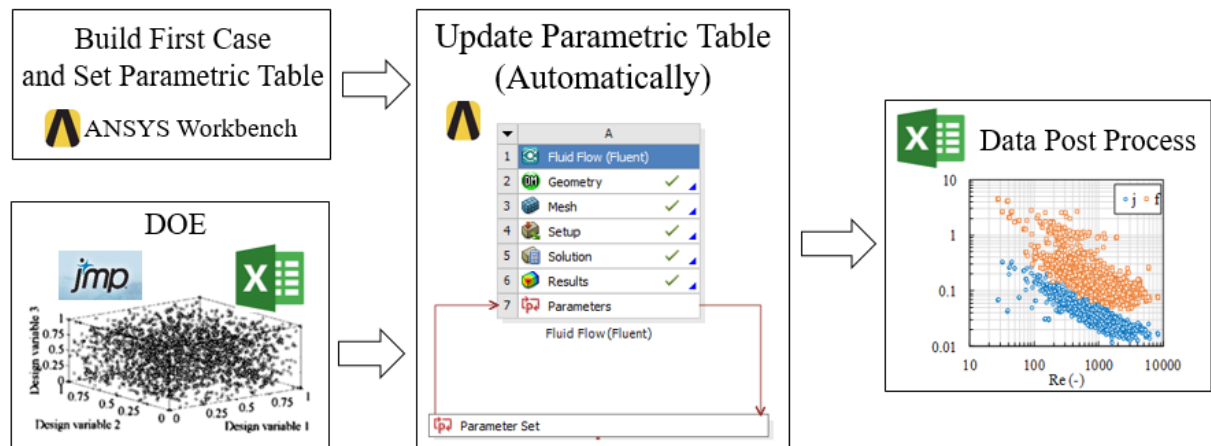 Build First Case
and Set Parametric Table
ANSYS Workbench
DOE
jmp
X
Design variable 3
1
0.75
0.5
0.25
0
1
0.75
0.5
0.25
0
Design variable 2
0
0.25
0.5
0.75
1
Design variable 1
Update Parametric Table
(Automatically)
A
1 Fluid Flow (Fluent)
2 DM Geometry
3 Mesh
4 Setup
5 Solution
6 Results
7 Parameters
Fluid Flow (Fluent)
Parameter Set
X Data Post Process
10
1
0.1
0.01
j f
10 100 1000 10000
Re (-)